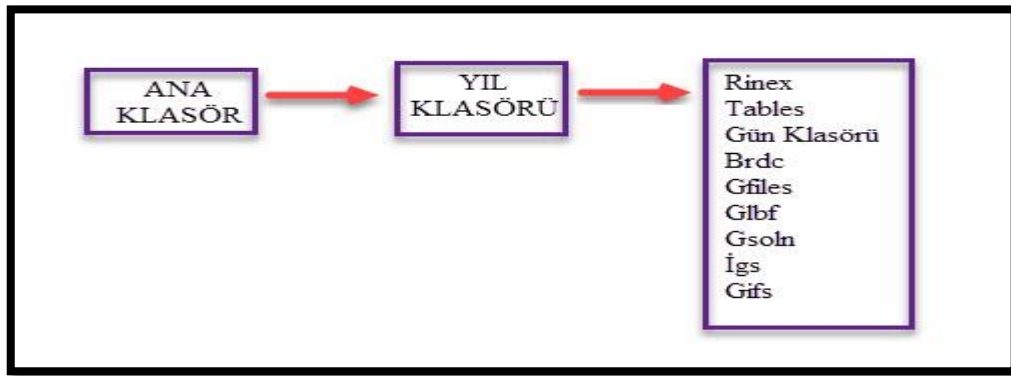 ANA
KLASÖR
YIL
KLASÖRÜ
Rinex
Tables
Gün Klasörü
Brdc
Gfiles
Glbf
Gsoln
İgs
Gifs